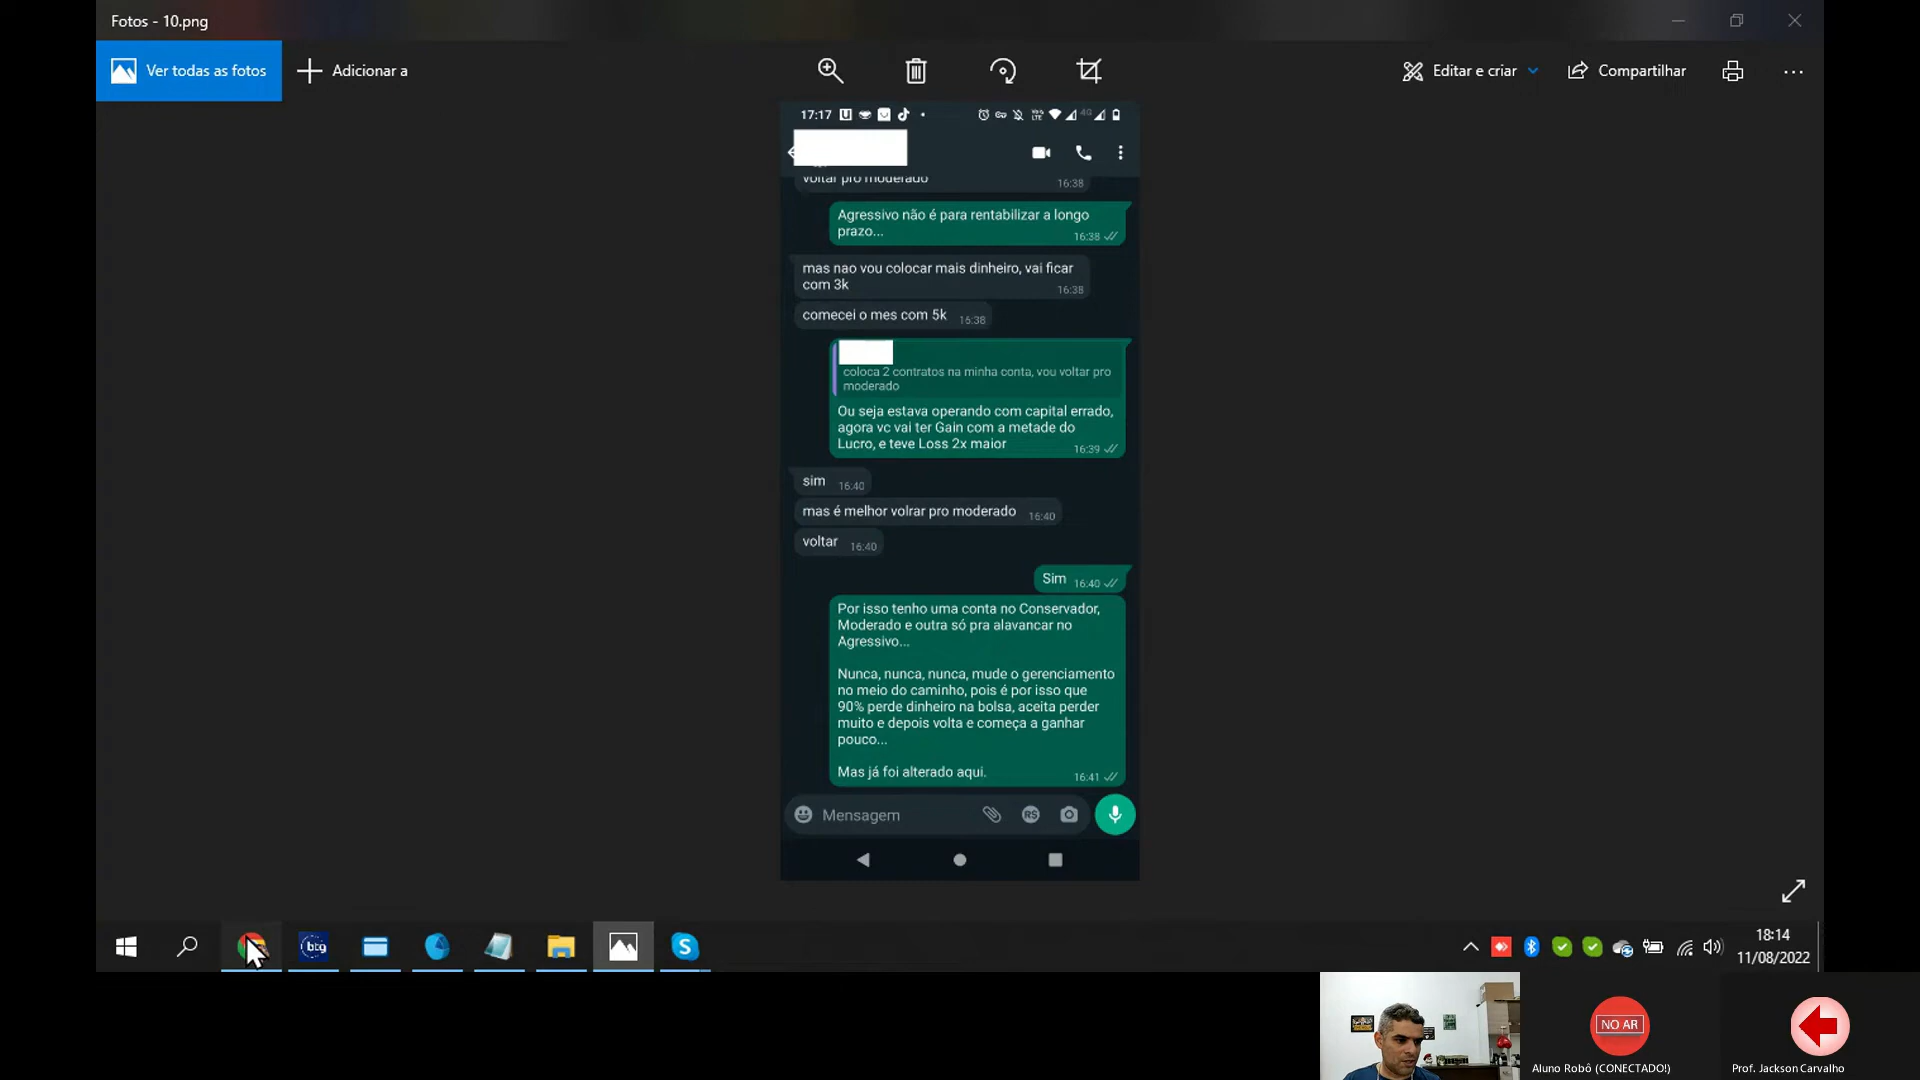 Fotos - 10.png
Ver todas as fotos
Adicionar a
Editar e criar
Compartilhar
17:17
4G
voltar pro moderado
16:38
Agressivo não é para rentabilizar a longo
prazo...
16:38
mas nao vou colocar mais dinheiro, vai ficar
com 3k
16:38
comecei o mes com 5k
16:38
coloca 2 contratos na minha conta, vou voltar pro
moderado
Ou seja estava operando com capital errado,
agora vc vai ter Gain com a metade do
Lucro, e teve Loss 2x maior
16:39
sim
16:40
mas é melhor volrar pro moderado
16:40
voltar
16:40
Sim
16:40
Por isso tenho uma conta no Conservador,
Moderado e outra só pra alavancar no
Agressivo...
Nunca, nunca, nunca, mude o gerenciamento
no meio do caminho, pois é por isso que
90% perde dinheiro na bolsa, aceita perder
muito e depois volta e começa a ganhar
pouco...
Mas já foi alterado aqui.
16:41
Mensagem
btg
18:14
11/08/2022
NO AR
Aluno Robô (CONECTADO!)
Prof. Jackson Carvalho